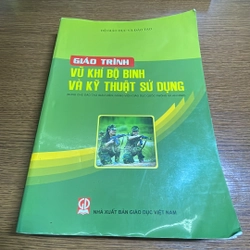 GIÁO TRÌNH
VŨ KHÍ BỘ BINH
VÀ KỸ THUẬT SỬ DỤNG
NHÀ XUẤT BẢN GIÁO DỤC VIỆT NAM